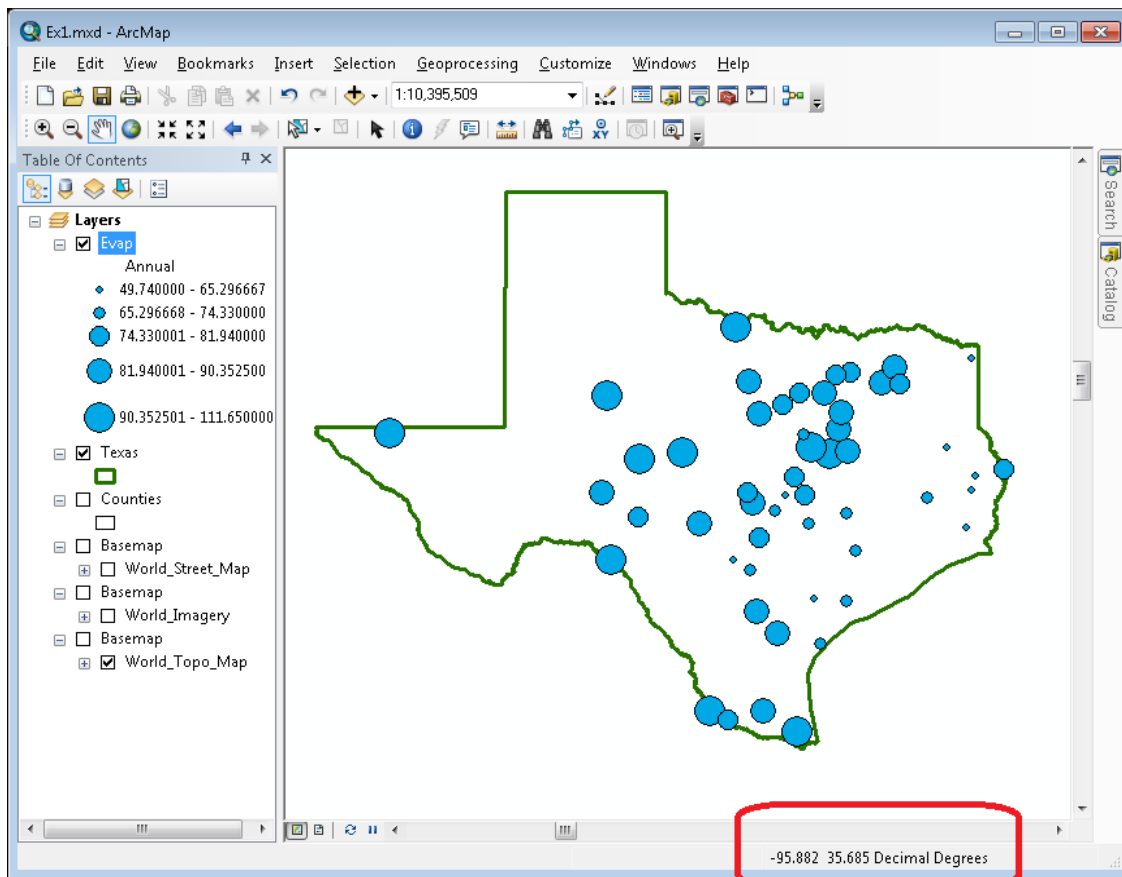 Ex1.mxd - ArcMap
File Edit View Bookmarks Insert Selection Geoprocessing Customize Windows Help
1:10,395,509
XY
Table Of Contents
Layers
Evap
Annual
49.740000 - 65.296667
65.296668 - 74.330000
74.330001 - 81.940000
81.940001 - 90.352500
90.352501 - 111.650000
Texas
Counties
Basemap
World_Street_Map
Basemap
World_Imagery
Basemap
World_Topo_Map
Search
Catalog
-95.882 35.685 Decimal Degrees